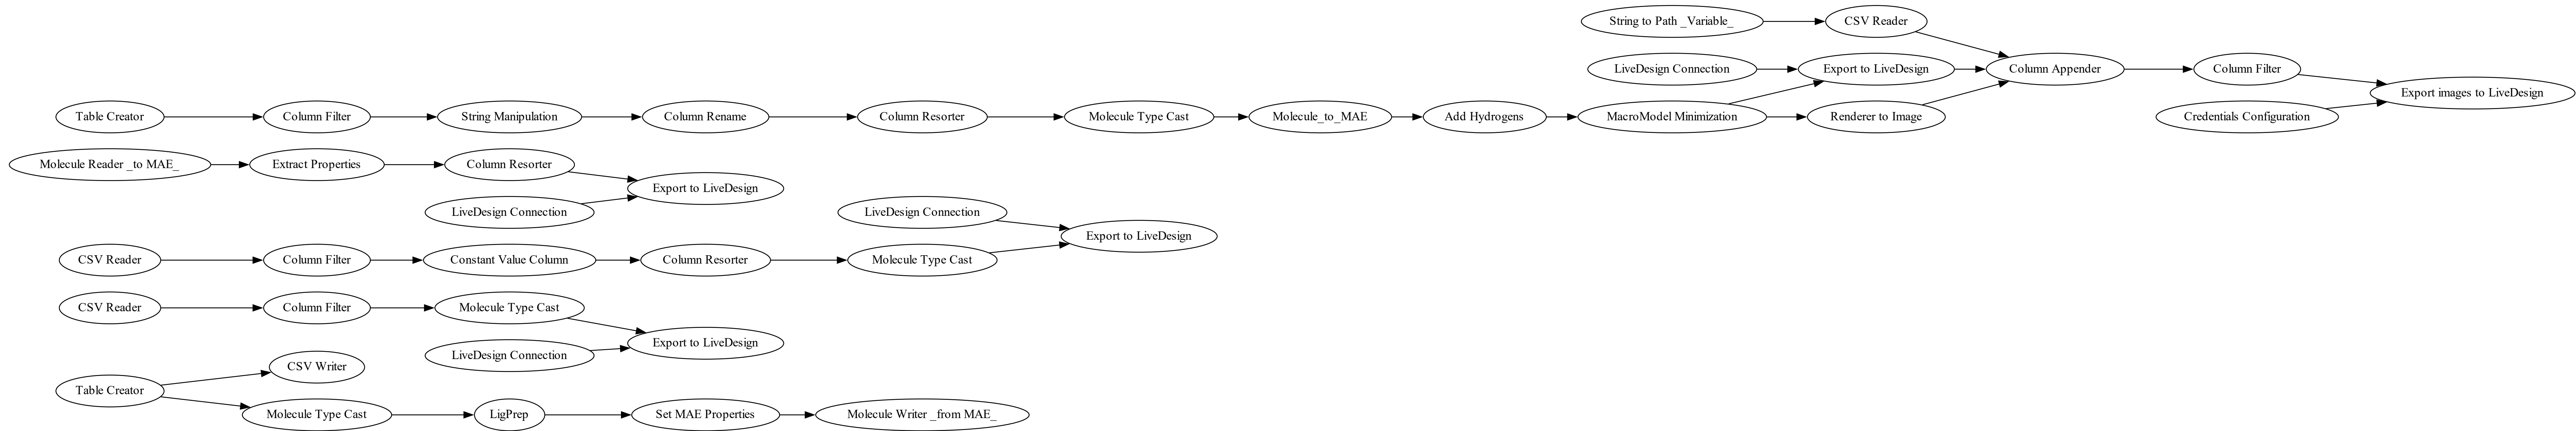 String to Path _Variable_
CSV Reader
LiveDesign Connection
Export to LiveDesign
Column Appender
Column Filter
Export images to LiveDesign
Table Creator
Column Filter
String Manipulation
Column Rename
Column Resorter
Molecule Type Cast
Molecule_to_MAE
Add Hydrogens
MacroModel Minimization
Renderer to Image
Credentials Configuration
Molecule Reader _to MAE_
Extract Properties
Column Resorter
Export to LiveDesign
LiveDesign Connection
LiveDesign Connection
Export to LiveDesign
CSV Reader
Column Filter
Constant Value Column
Column Resorter
Molecule Type Cast
CSV Reader
Column Filter
Molecule Type Cast
Export to LiveDesign
LiveDesign Connection
CSV Writer
Table Creator
Molecule Type Cast
LigPrep
Set MAE Properties
Molecule Writer _from MAE_